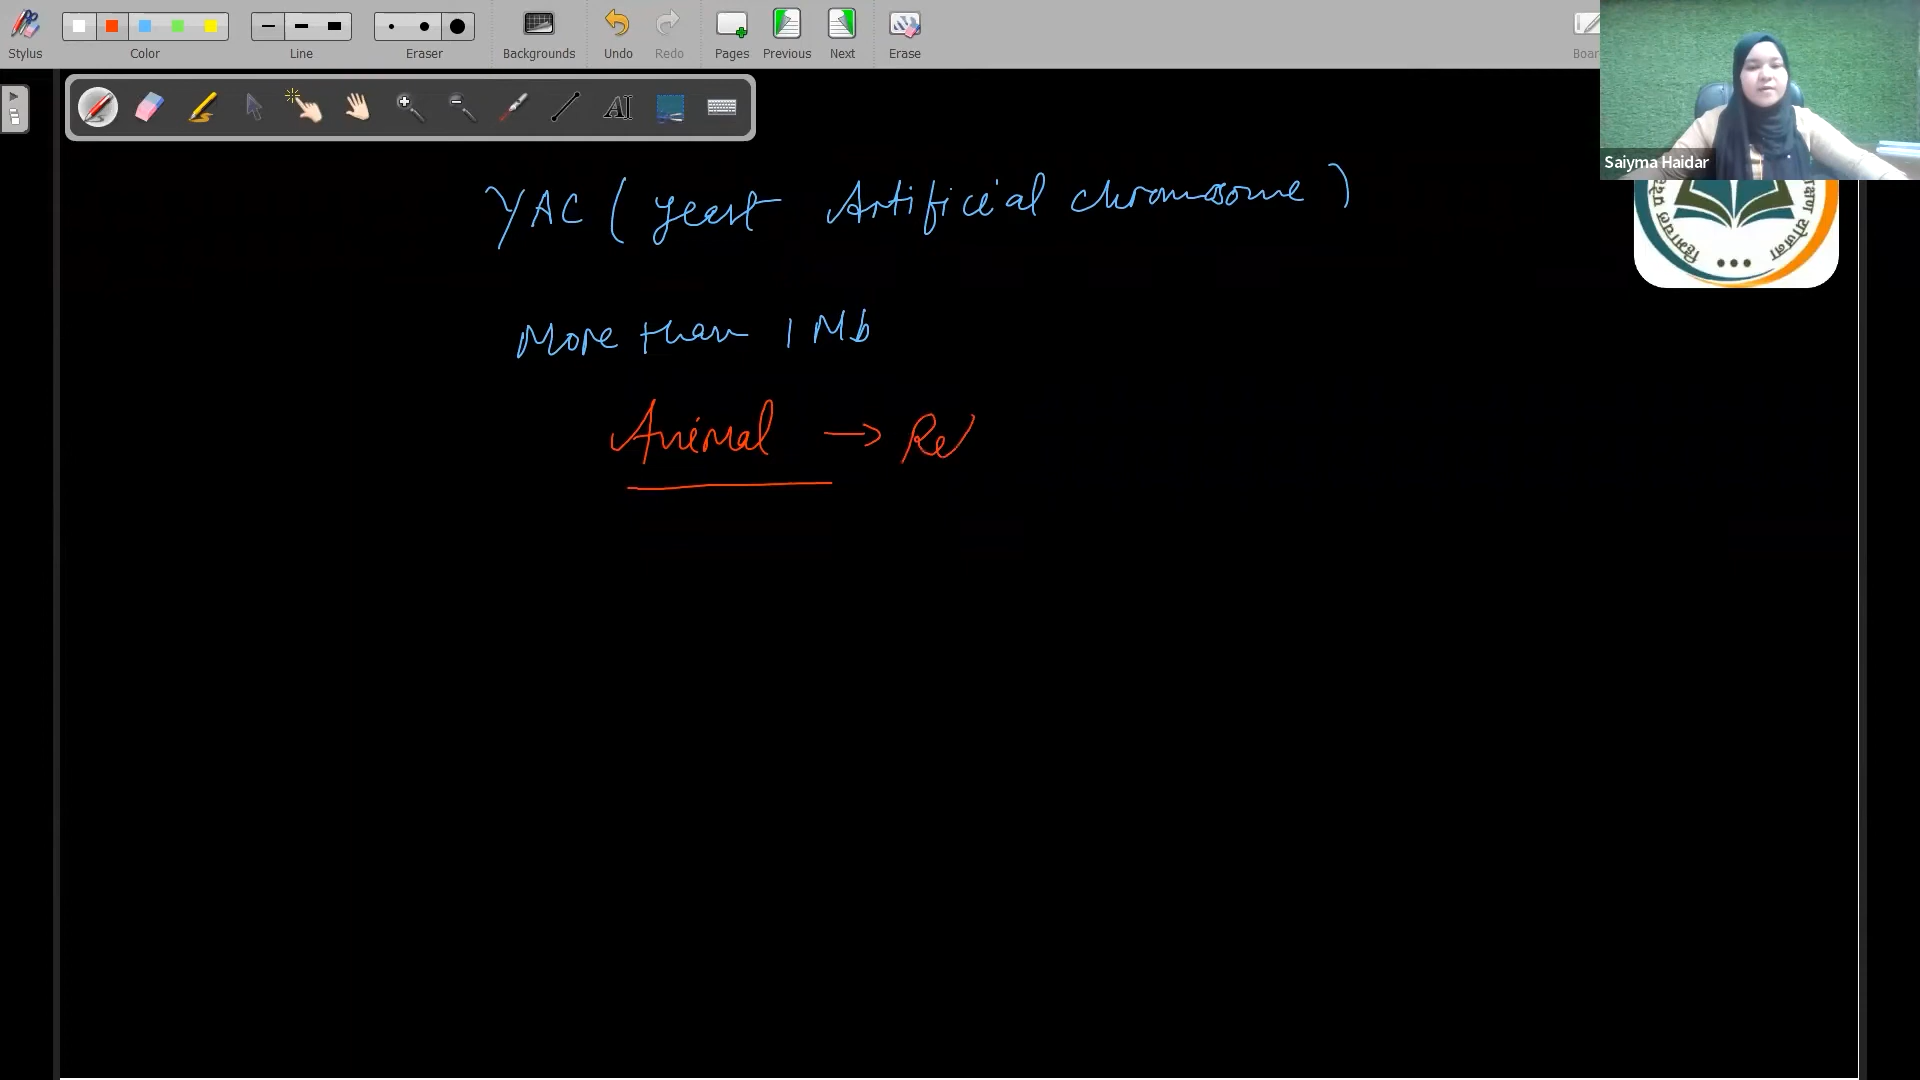 Stylus Color Line Eraser Backgrounds Undo Redo Pages Previous Next Erase Boar
Saiyma Haidar
YAC ( yeast Artificial chromosome )
More than 1 Mb
Animal → Re